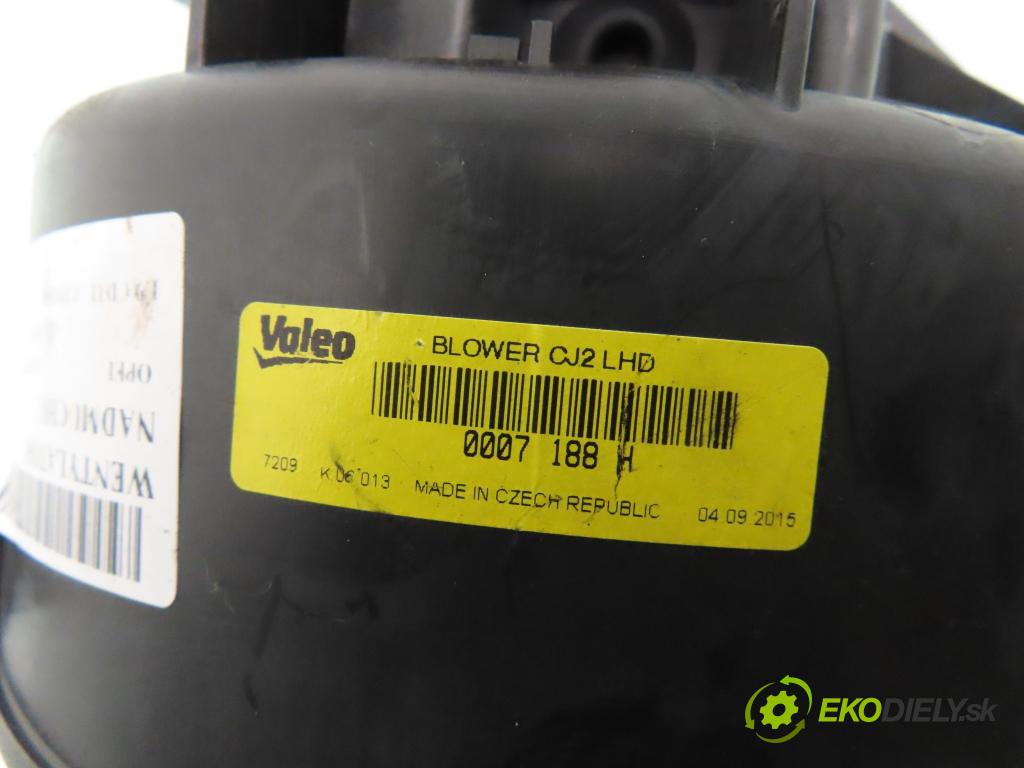 Valeo
BLOWER CJ2 LHD
0007 188 H
7209 K 06 013 MADE IN CZECH REPUBLIC 04.09.2015
OPEL
EKODIELY.sk